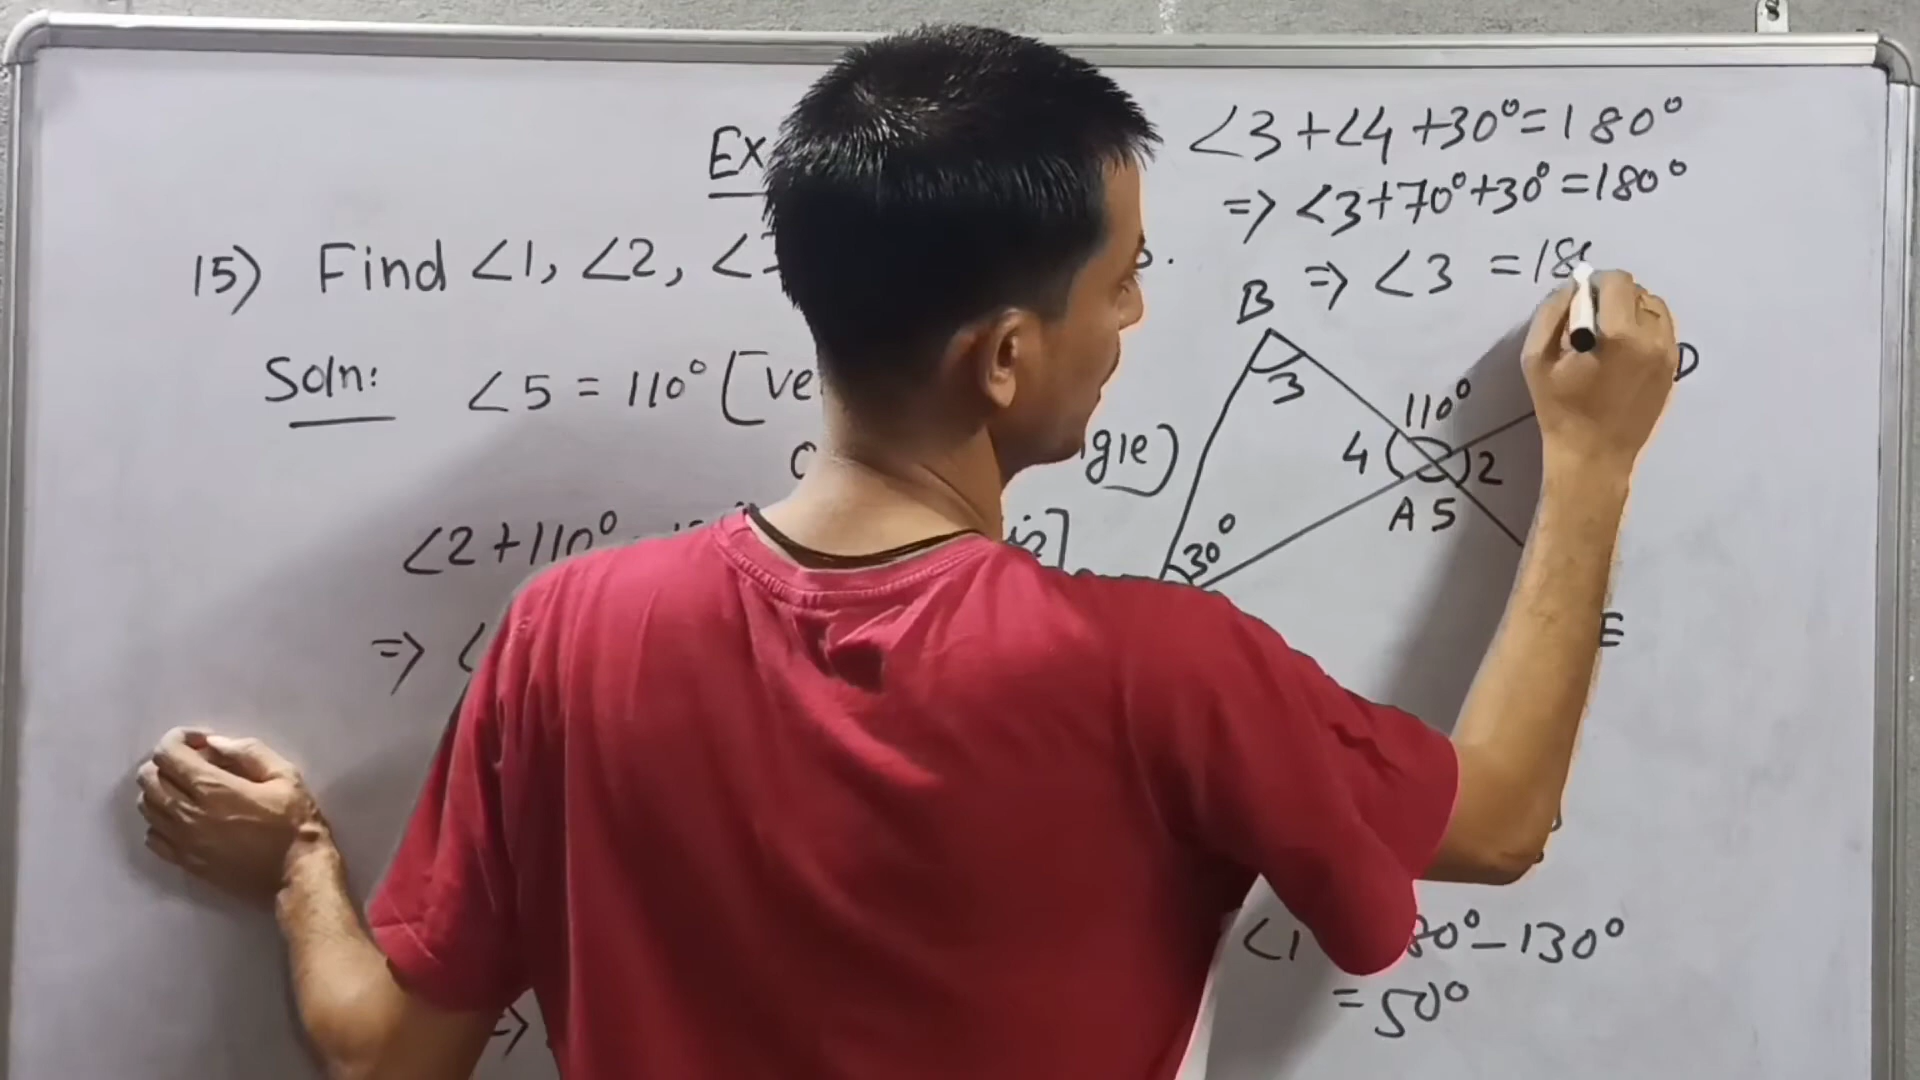 Ex
15) Find ∠1, ∠2, ∠
Soln: ∠5 = 110° [ve
gle)
∠2+110°
=> ∠
=>
∠3+∠4+30°=180°
=> ∠3+70°+30°=180°
=> ∠3 =18
B
D
3
110°
4
2
A 5
30°
E
∠1 80°-130°
=50°